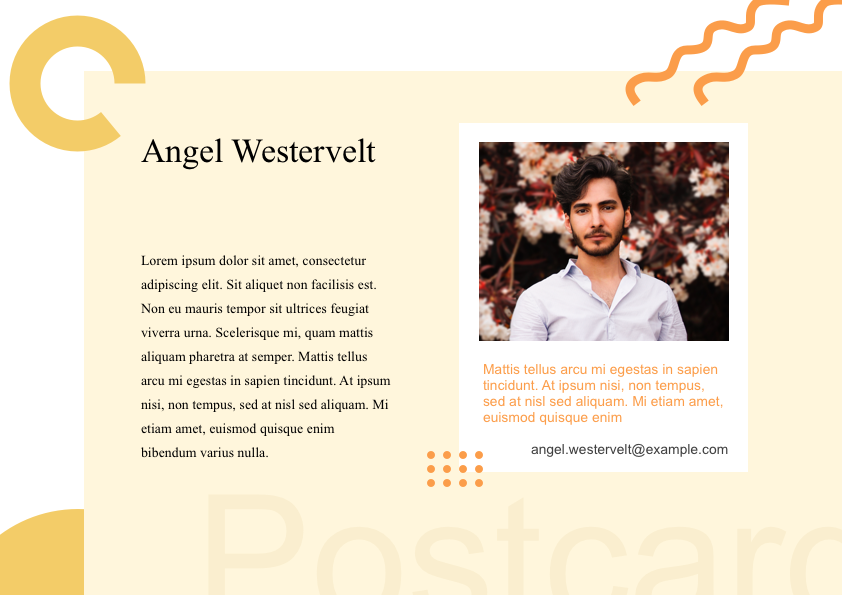 Angel Westervelt
Lorem ipsum dolor sit amet, consectetur
adipiscing elit. Sit aliquet non facilisis est.
Non eu mauris tempor sit ultrices feugiat
viverra urna. Scelerisque mi, quam mattis
aliquam pharetra at semper. Mattis tellus
arcu mi egestas in sapien tincidunt. At ipsum
nisi, non tempus, sed at nisl sed aliquam. Mi
etiam amet, euismod quisque enim
bibendum varius nulla.
Mattis tellus arcu mi egestas in sapien
tincidunt. At ipsum nisi, non tempus,
sed at nisl sed aliquam. Mi etiam amet,
euismod quisque enim
angel.westervelt@example.com
Postcard